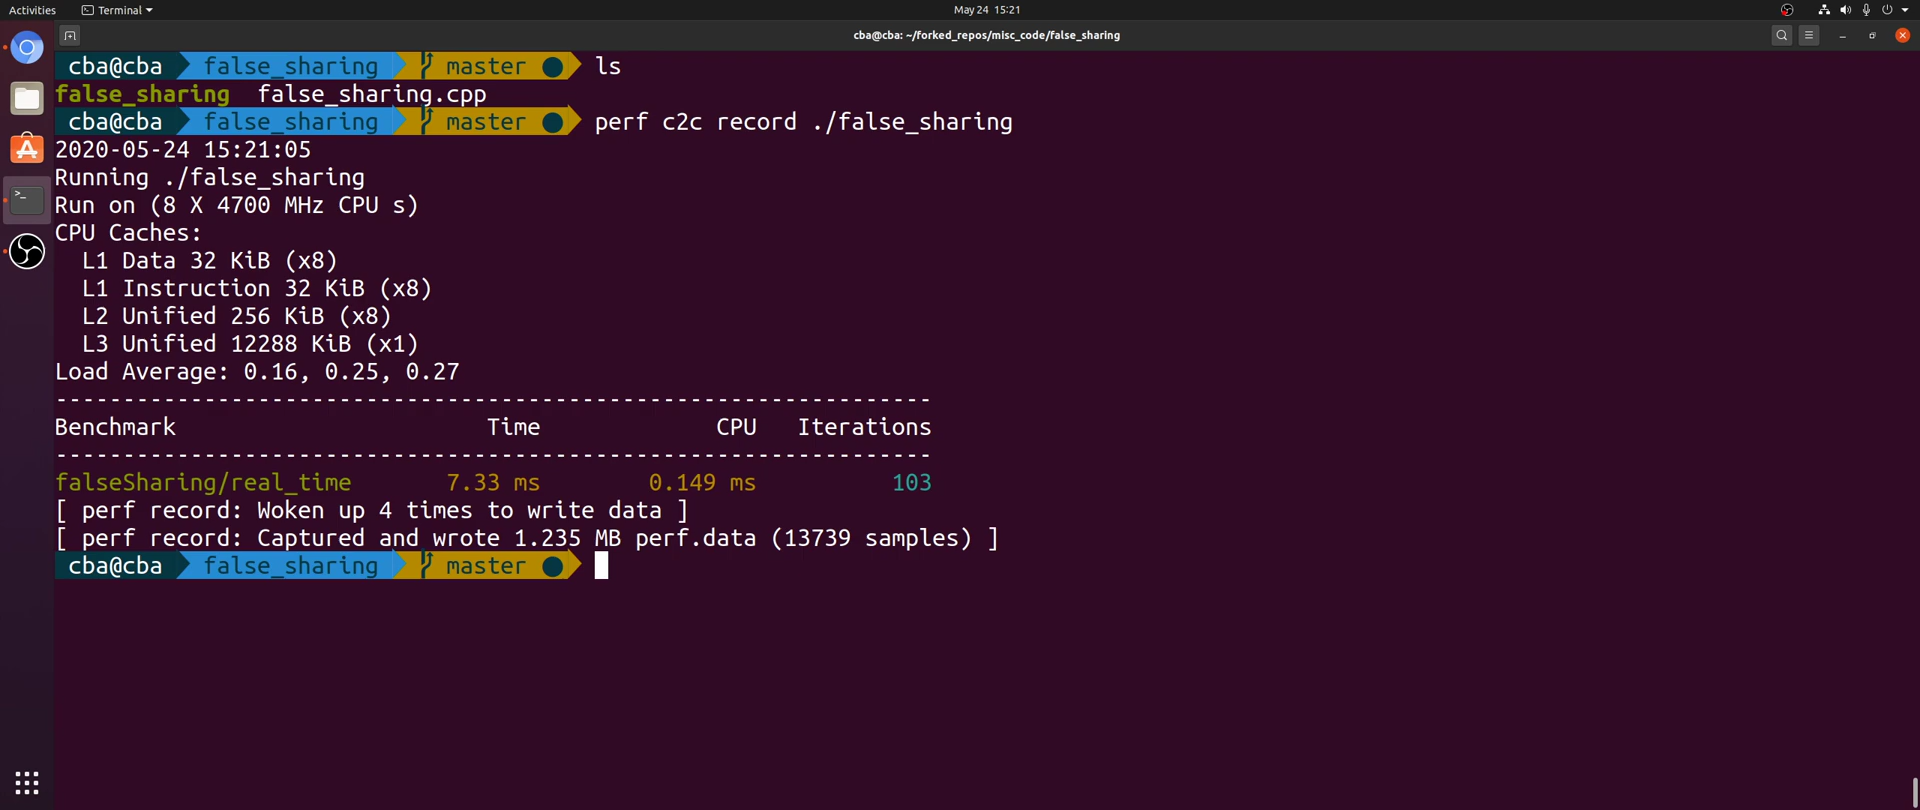 Activities Terminal May 24 15:21
cba@cba: ~/forked_repos/misc_code/false_sharing
cba@cba false_sharing master ● ls
false_sharing false_sharing.cpp
cba@cba false_sharing master ● perf c2c record ./false_sharing
2020-05-24 15:21:05
Running ./false_sharing
Run on (8 X 4700 MHz CPU s)
CPU Caches:
L1 Data 32 KiB (x8)
L1 Instruction 32 KiB (x8)
L2 Unified 256 KiB (x8)
L3 Unified 12288 KiB (x1)
Load Average: 0.16, 0.25, 0.27
-----------------------------------------------------------------
Benchmark Time CPU Iterations
-----------------------------------------------------------------
falseSharing/real_time 7.33 ms 0.149 ms 103
[ perf record: Woken up 4 times to write data ]
[ perf record: Captured and wrote 1.235 MB perf.data (13739 samples) ]
cba@cba false_sharing master ●